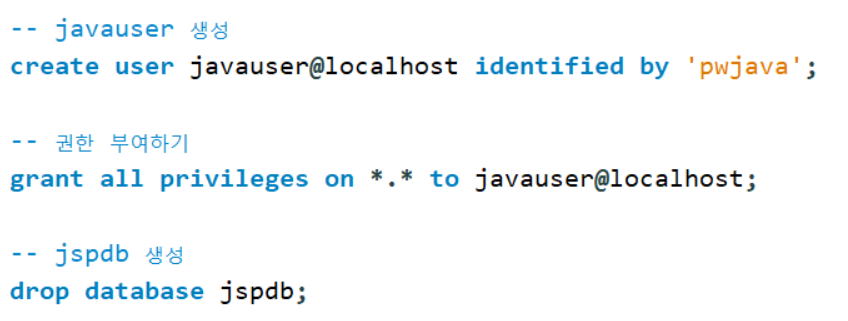 -- javauser 생성
create user javauser@localhost identified by 'pwjava';
-- 권한 부여하기
grant all privileges on *.* to javauser@localhost;
-- jspdb 생성
drop database jspdb;